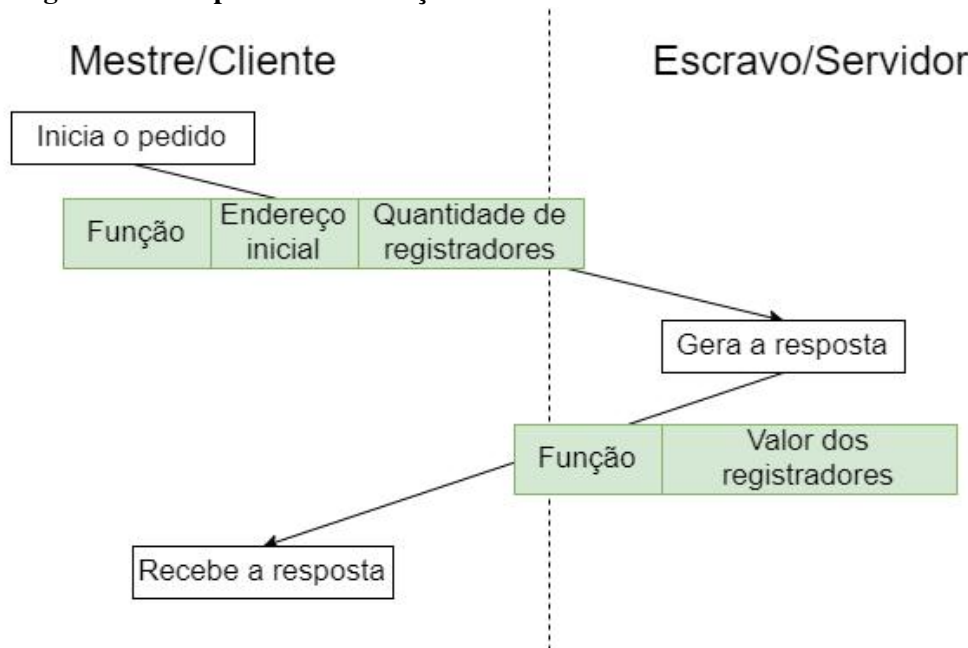 Mestre/Cliente
Escravo/Servidor
Inicia o pedido
Função
Endereço
inicial
Quantidade de
registradores
Gera a resposta
Função
Valor dos
registradores
Recebe a resposta